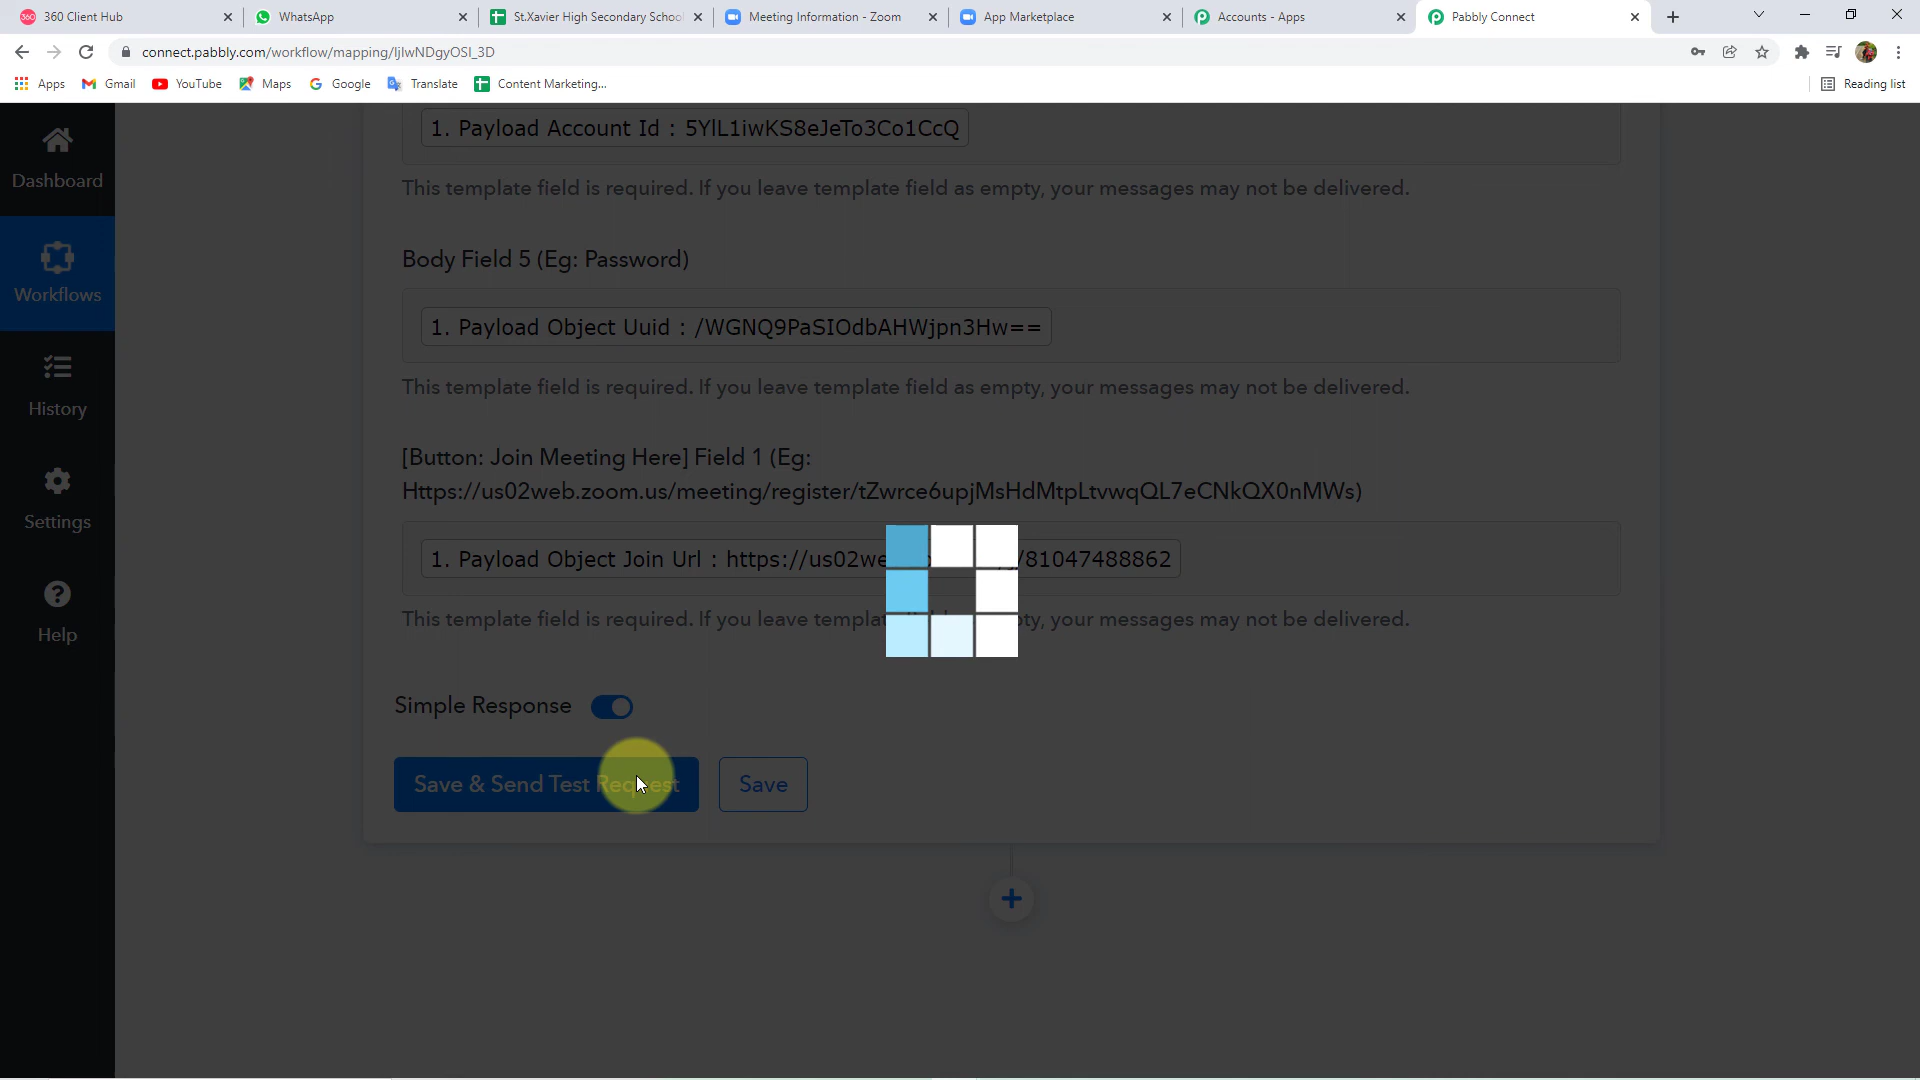 360 Client Hub
WhatsApp
St.Xavier High Secondary School
Meeting Information - Zoom
App Marketplace
Accounts - Apps
Pabbly Connect
connect.pabbly.com/workflow/mapping/IjIwNDgyOSI_3D
Apps
Gmail
YouTube
Maps
Google
Translate
Content Marketing...
Reading list
Dashboard
Workflows
History
Settings
Help
1. Payload Account Id : 5YlL1iwKS8eJeTo3Co1CcQ
This template field is required. If you leave template field as empty, your messages may not be delivered.
Body Field 5 (Eg: Password)
1. Payload Object Uuid : /WGNQ9PaSIOdbAHWjpn3Hw==
This template field is required. If you leave template field as empty, your messages may not be delivered.
[Button: Join Meeting Here] Field 1 (Eg:
Https://us02web.zoom.us/meeting/register/tZwrce6upjMsHdMtpLtvwqQL7eCNkQX0nMWs)
1. Payload Object Join Url : https://us02we /81047488862
This template field is required. If you leave ty, your messages may not be delivered.
Simple Response
Save & Send Test Request
Save